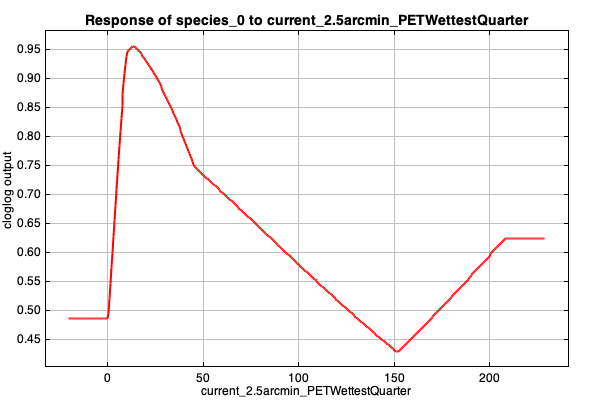 Response of species_0 to current_2.5arcmin_PETWettestQuarter
cloglog output
0.95
0.90
0.85
0.80
0.75
0.70
0.65
0.60
0.55
0.50
0.45
0 50 100 150 200
current_2.5arcmin_PETWettestQuarter